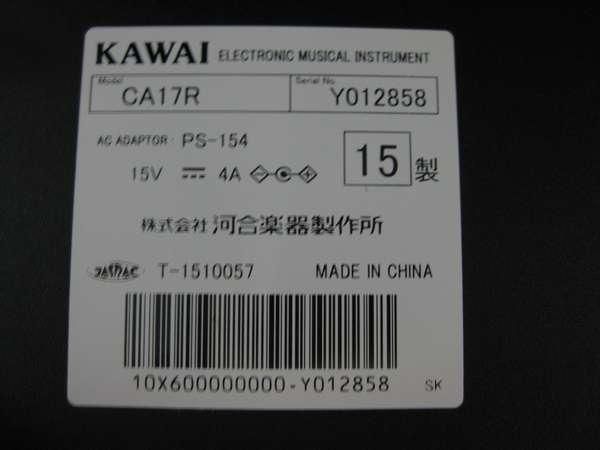 KAWAI ELECTRONIC MUSICAL INSTRUMENT
Model CA17R Serial No. Y012858
AC ADAPTOR: PS-154
15V ⎓ 4A
15 製
株式会社 河合楽器製作所
JASRAC T-1510057 MADE IN CHINA
10X600000000-Y012858 SK